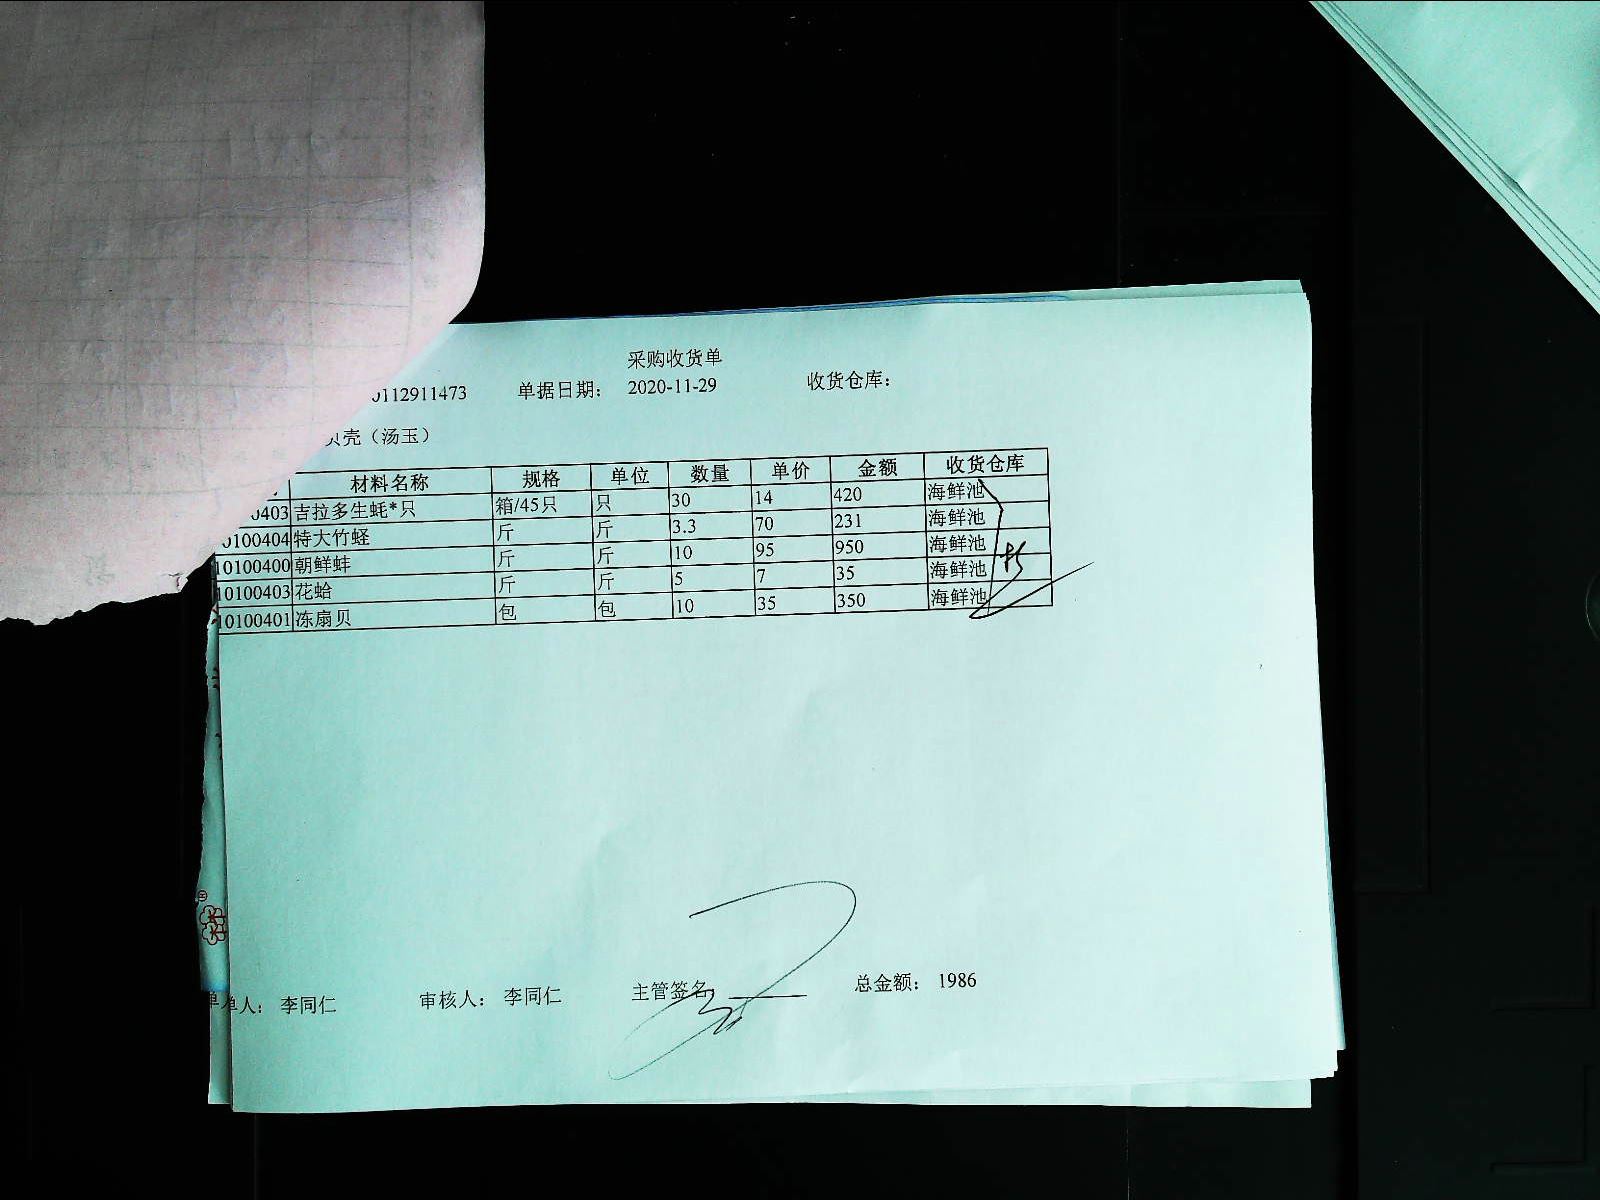 采购收货单
0112911473 单据日期： 2020-11-29 收货仓库：
贝壳（汤玉）
材料名称 规格 单位 数量 单价 金额 收货仓库
0403 吉拉多生蚝*只 箱/45只 只 30 14 420 海鲜池
0100404 特大竹蛏 斤 斤 3.3 70 231 海鲜池
10100400 朝鲜蚌 斤 斤 10 95 950 海鲜池
10100403 花蛤 斤 斤 5 7 35 海鲜池
10100401 冻扇贝 包 包 10 35 350 海鲜池
单人： 李同仁 审核人： 李同仁 主管签名 总金额： 1986